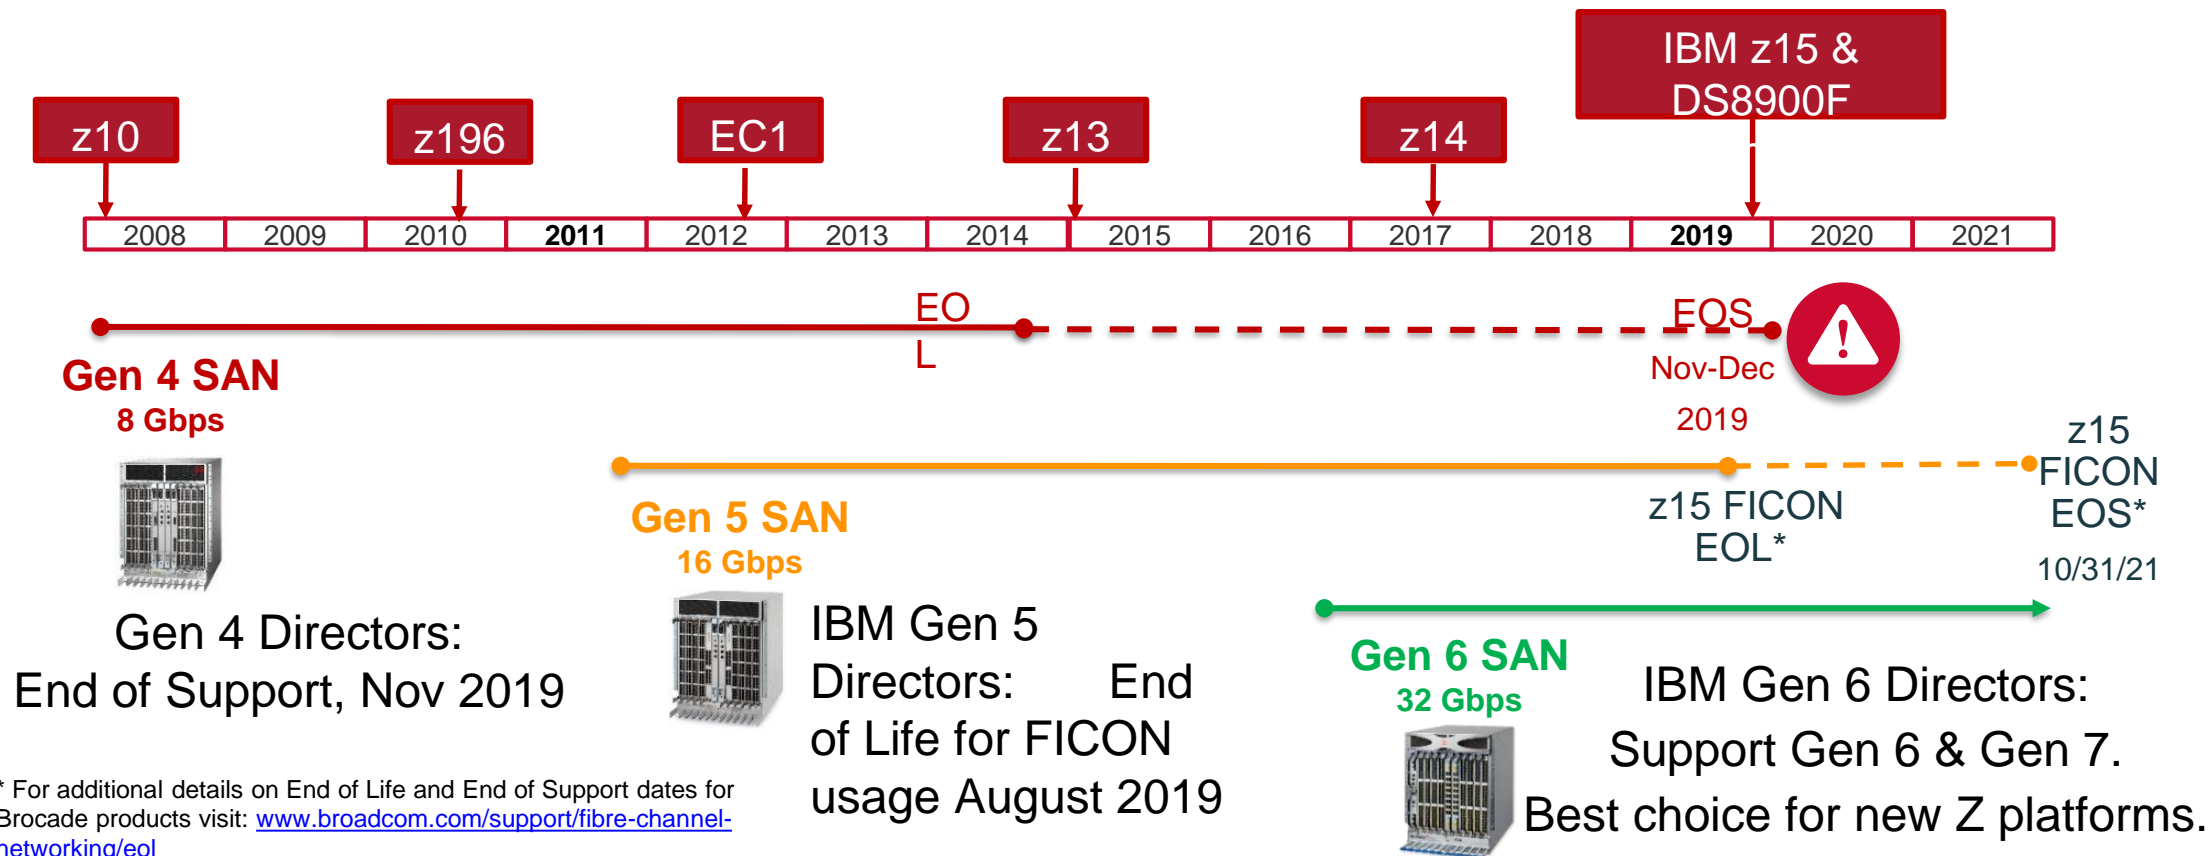 IBM z15 &
DS8900F
z10
z196
EC1
z13
z14
2008 2009 2010 2011 2012 2013 2014 2015 2016 2017 2018 2019 2020 2021
EO
L
EOS
Nov-Dec
2019
Gen 4 SAN
8 Gbps
z15
FICON
EOS*
10/31/21
z15 FICON
EOL*
Gen 5 SAN
16 Gbps
Gen 4 Directors:
End of Support, Nov 2019
IBM Gen 5
Directors: End
of Life for FICON
usage August 2019
Gen 6 SAN
32 Gbps
IBM Gen 6 Directors:
Support Gen 6 & Gen 7.
Best choice for new Z platforms.
* For additional details on End of Life and End of Support dates for
Brocade products visit: www.broadcom.com/support/fibre-channel-
networking/eol